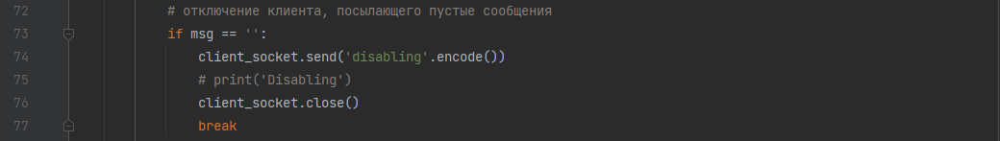 72 # отключение клиента, посылающего пустые сообщения
73 if msg == '':
74 client_socket.send('disabling'.encode())
75 # print('Disabling')
76 client_socket.close()
77 break